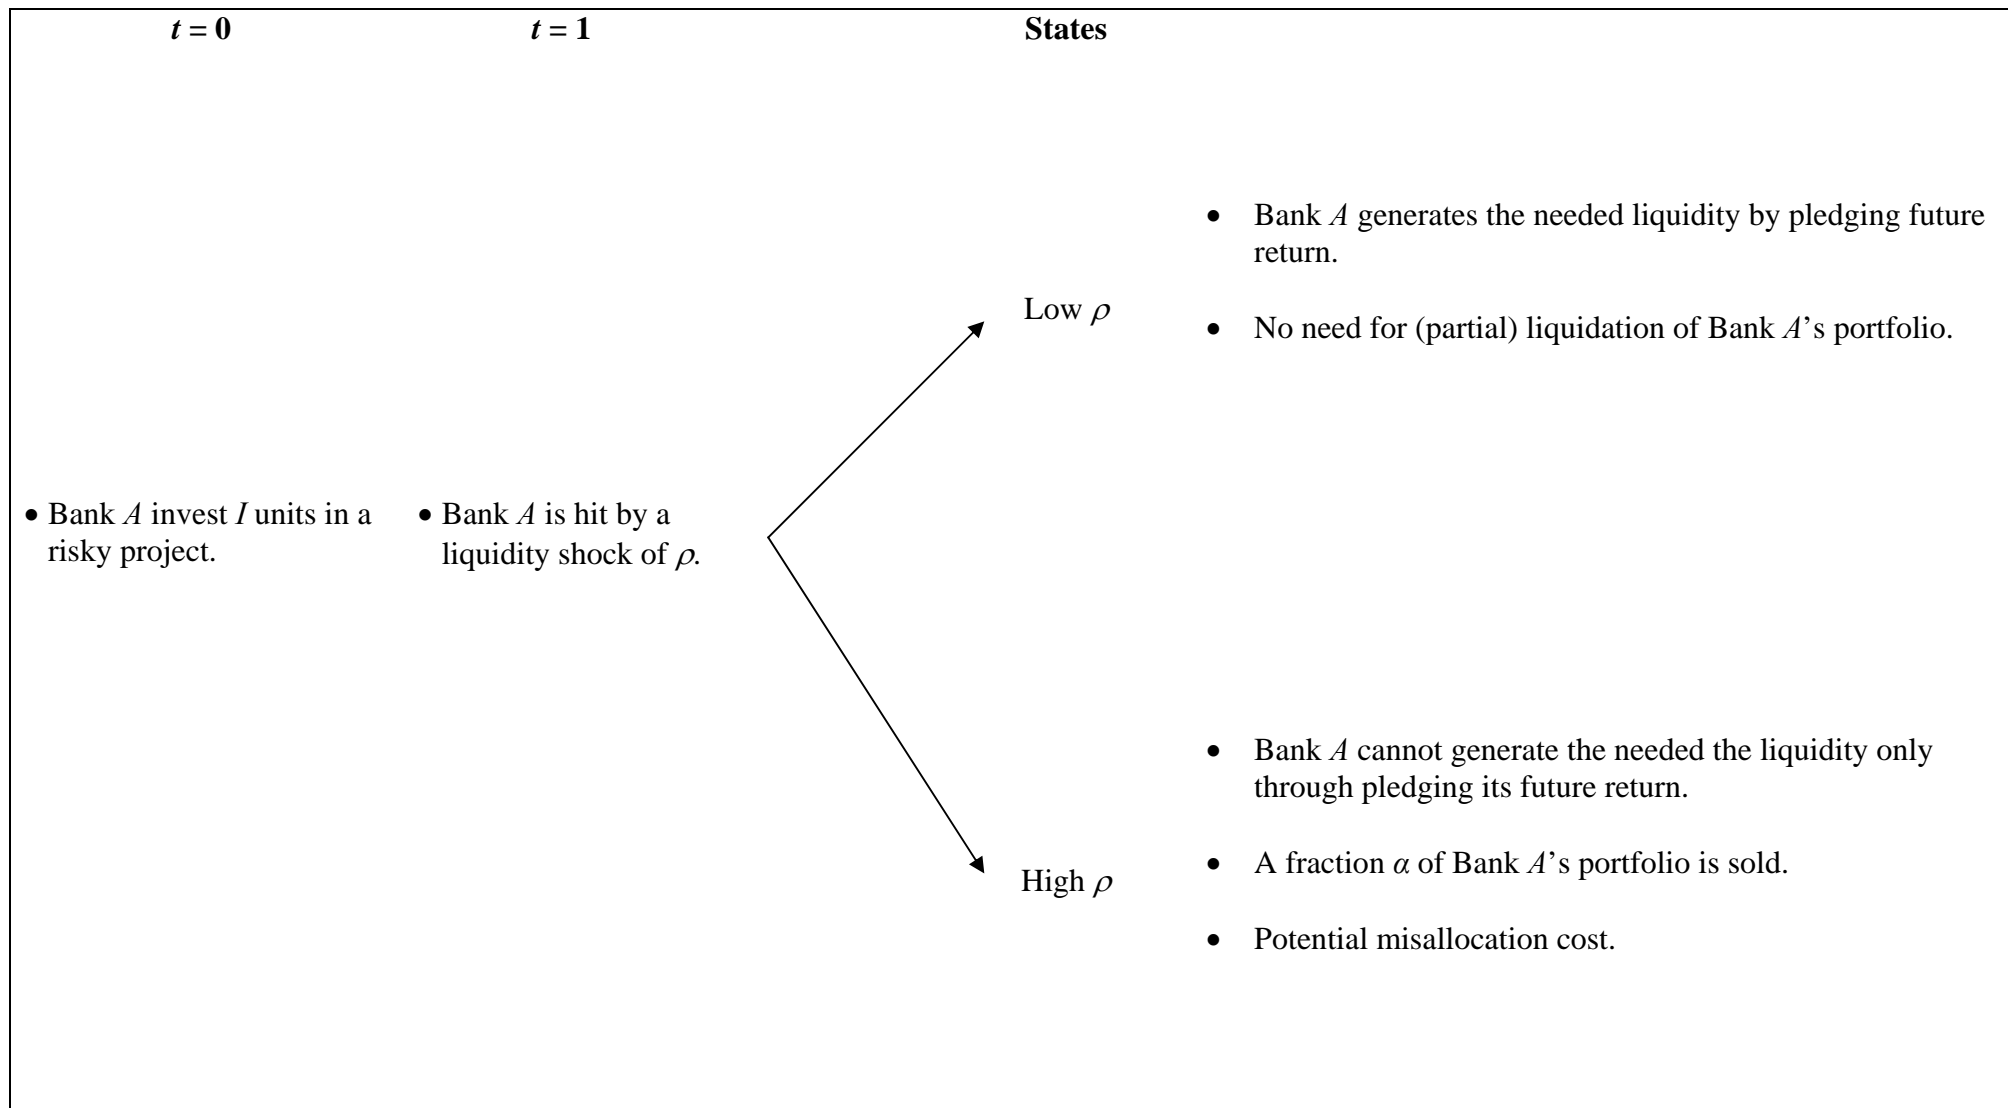 t = 0
t = 1
States
• Bank A generates the needed liquidity by pledging future
return.
Low ρ
• No need for (partial) liquidation of Bank A’s portfolio.
• Bank A invest I units in a
risky project.
• Bank A is hit by a
liquidity shock of ρ.
• Bank A cannot generate the needed the liquidity only
through pledging its future return.
High ρ
• A fraction α of Bank A’s portfolio is sold.
• Potential misallocation cost.